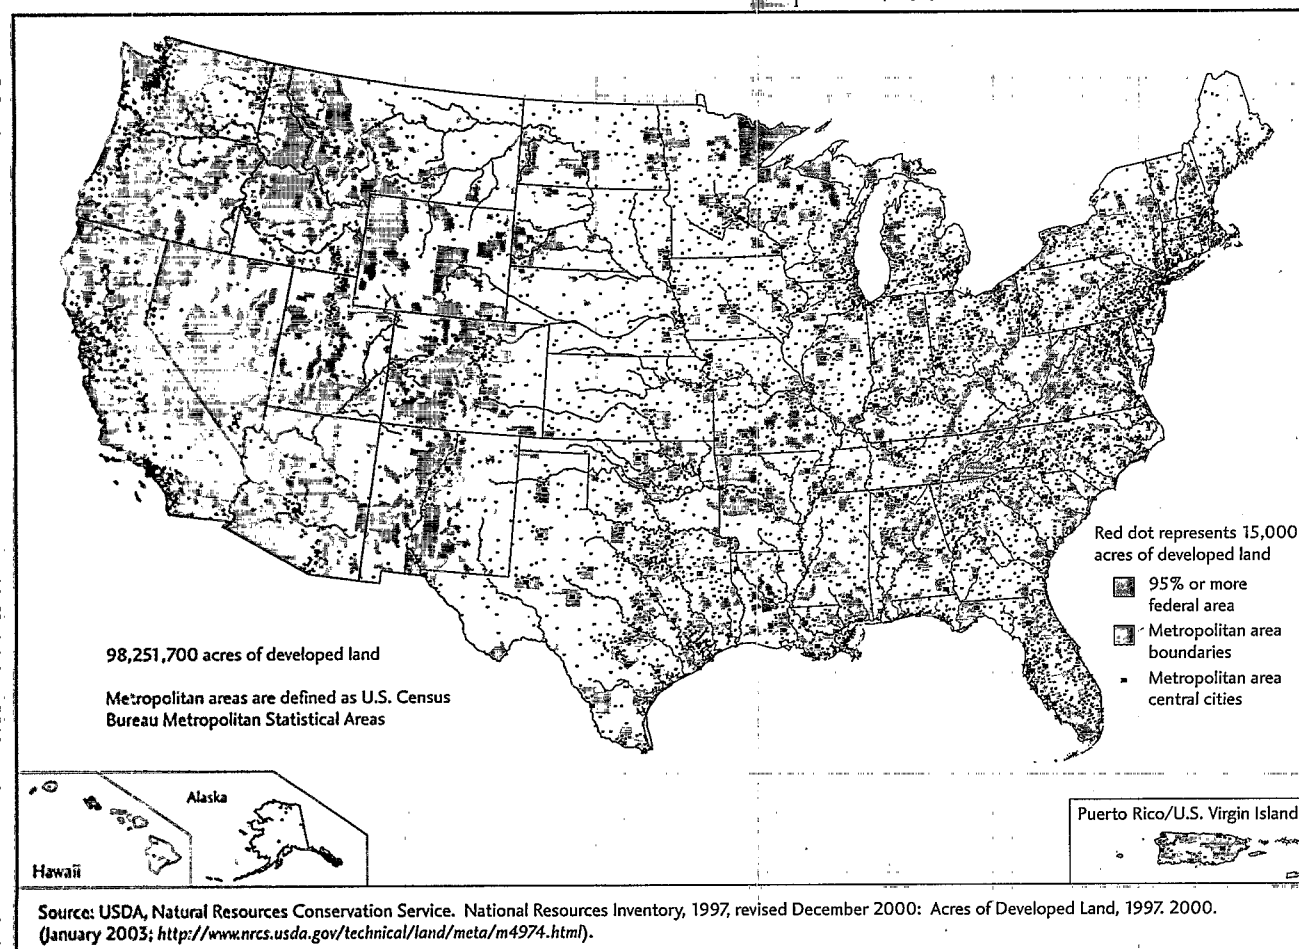 Red dot represents 15,000
acres of developed land
95% or more
federal area
Metropolitan area
boundaries
Metropolitan area
central cities
98,251,700 acres of developed land
Metropolitan areas are defined as U.S. Census
Bureau Metropolitan Statistical Areas
Alaska
Hawaii
Puerto Rico/U.S. Virgin Island
Source: USDA, Natural Resources Conservation Service. National Resources Inventory, 1997, revised December 2000: Acres of Developed Land, 1997. 2000.
(January 2003; http://www.nrcs.usda.gov/technical/land/meta/m4974.html).